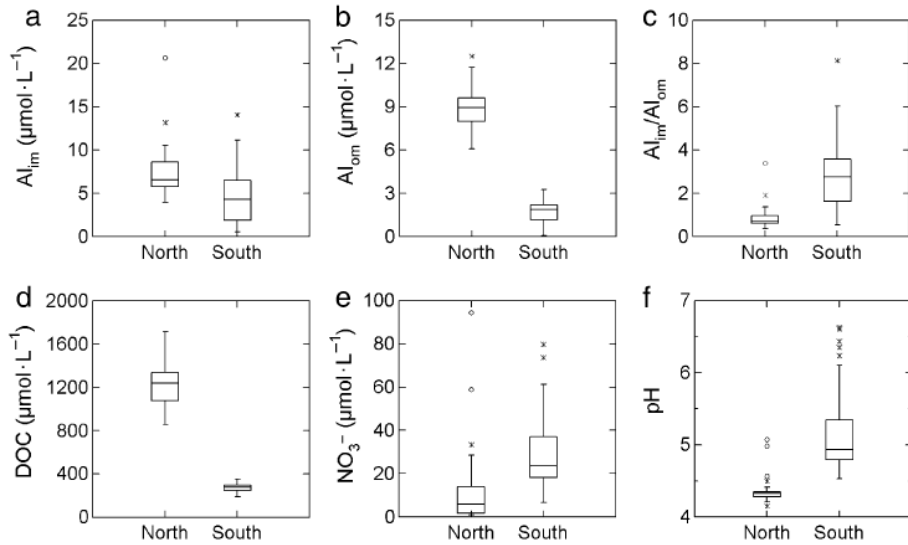 a
Al_im (μmol·L⁻¹)
25
20
15
10
5
0
North South
b
Al_om (μmol·L⁻¹)
15
12
9
6
3
0
North South
c
Al_im/Al_om
10
8
6
4
2
0
North South
d
DOC (μmol·L⁻¹)
2000
1600
1200
800
400
0
North South
e
NO₃⁻ (μmol·L⁻¹)
100
80
60
40
20
0
North South
f
pH
7
6
5
4
North South